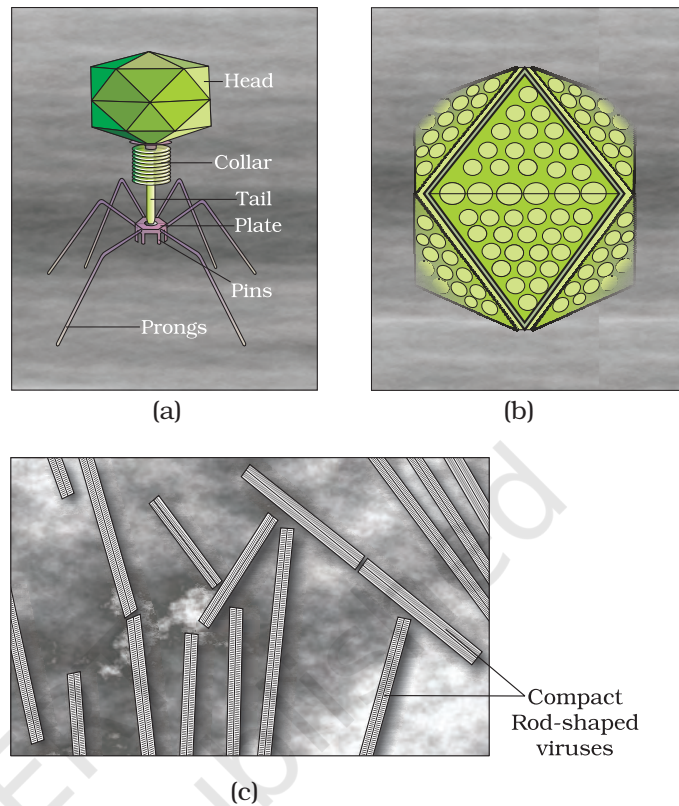 Head
Collar
Tail
Plate
Pins
Prongs
(a)
(b)
Compact
Rod-shaped
viruses
(c)